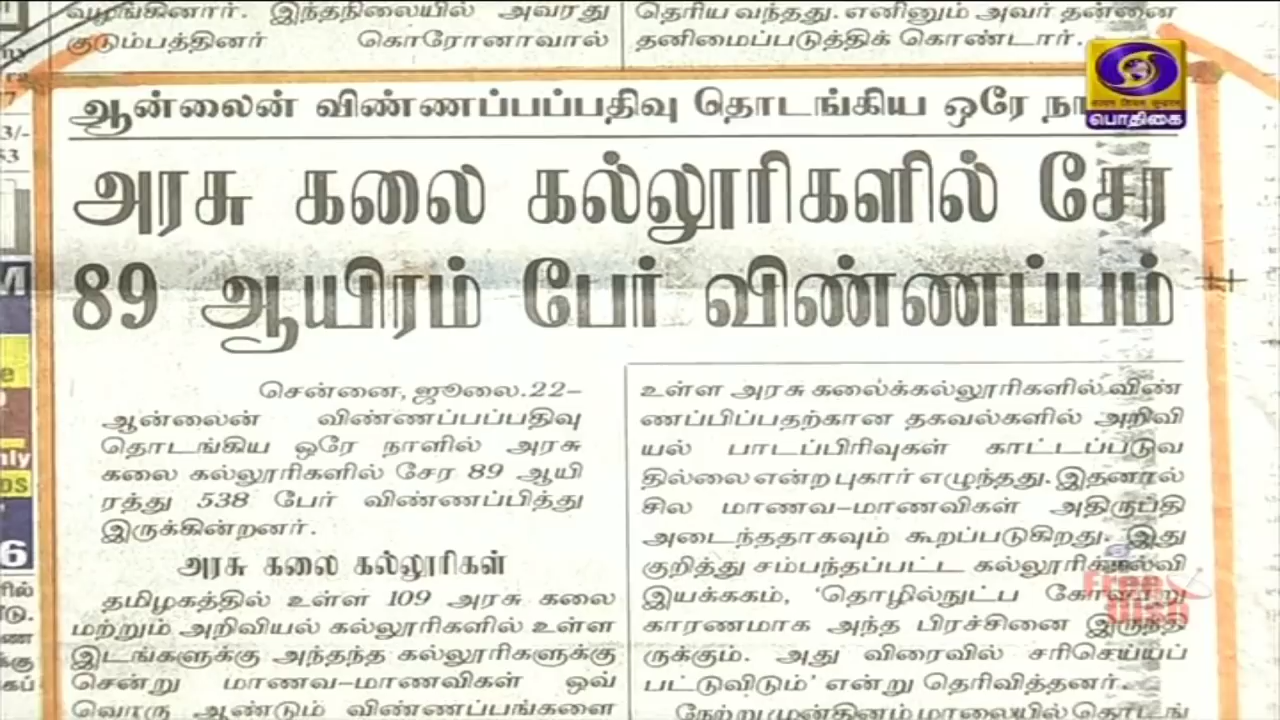 வழங்கினார். இந்தநிலையில் அவரது
குடும்பத்தினர் கொரோனாவால்
தெரிய வந்தது. எனினும் அவர் தன்னை
தனிமைப்படுத்திக் கொண்டார்.
பொதிகை
ஆன்லைன் விண்ணப்பப்பதிவு தொடங்கிய ஒரே
அரசு கலை கல்லூரிகளில் சேர
89 ஆயிரம் பேர் விண்ணப்பம்
சென்னை, ஜூலை.22–
ஆன்லைன் விண்ணப்பப்பதிவு
தொடங்கிய ஒரே நாளில் அரசு
கலை கல்லூரிகளில் சேர 89 ஆயி
ரத்து 538 பேர் விண்ணப்பித்து
இருக்கின்றனர்.
அரசு கலை கல்லூரிகள்
தமிழகத்தில் உள்ள 109 அரசு கலை
மற்றும் அறிவியல் கல்லூரிகளில் உள்ள
இடங்களுக்கு அந்தந்த கல்லூரிகளுக்கு
சென்று மாணவ–மாணவிகள் ஒவ்
வொரு ஆண்டும் விண்ணப்பங்களை
உள்ள அரசு கலைக்கல்லூரிகளில் விண்
ணப்பிப்பதற்கான தகவல்களில் அறிவி
யல் பாடப்பிரிவுகள் காட்டப்படுவ
தில்லை என்ற புகார் எழுந்தது. இதனால்
சில மாணவ–மாணவிகள் அதிருப்தி
அடைந்ததாகவும் கூறப்படுகிறது. இது
குறித்து சம்பந்தப்பட்ட கல்லூரிக்கல்வி
இயக்ககம், ‘தொழில்நுட்ப கோளாறு
காரணமாக அந்த பிரச்சினை இருந்தி
ருக்கும். அது விரைவில் சரிசெய்யப்
பட்டுவிடும்’ என்று தெரிவித்தனர்.
நேற்று முன்தினம் மாலையில் தொடங்
Free Dish